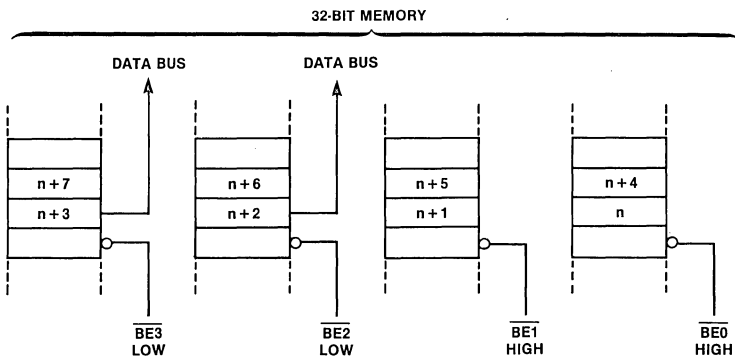 32-BIT MEMORY
DATA BUS DATA BUS
n+7 n+6 n+5 n+4
n+3 n+2 n+1 n
BE3 BE2 BE1 BE0
LOW LOW HIGH HIGH